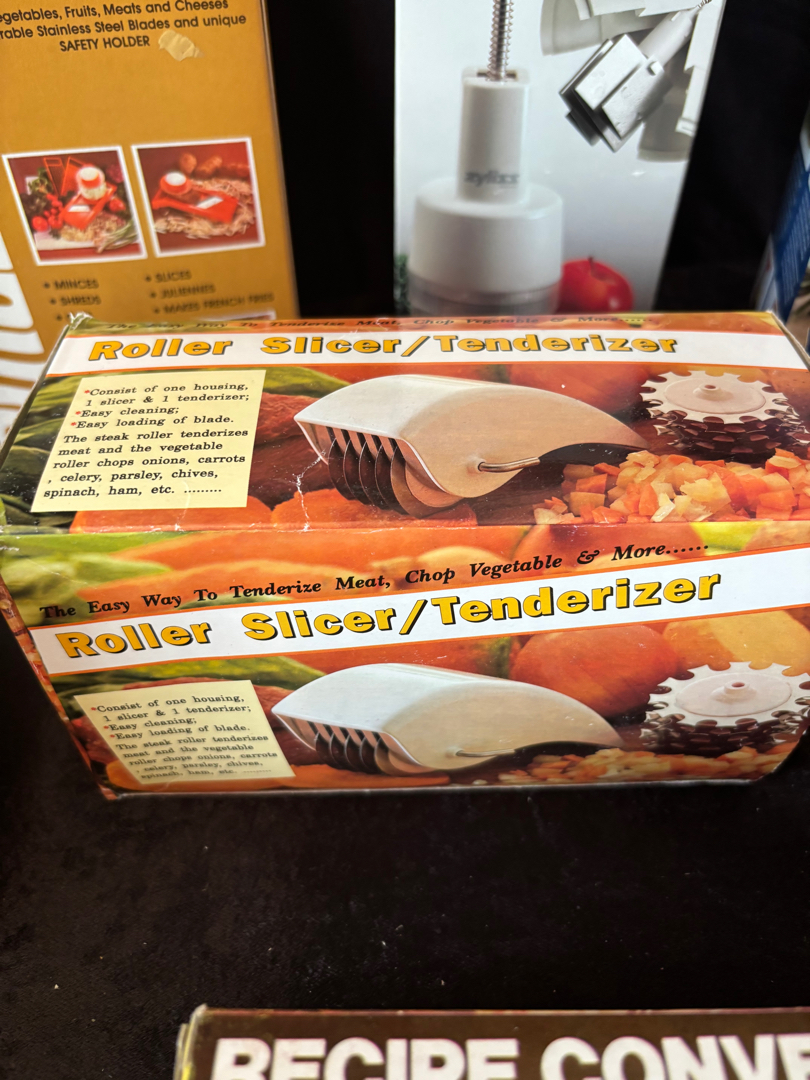 egetables, Fruits, Meats and Cheeses
rable Stainless Steel Blades and unique
SAFETY HOLDER
• MINCES
• SHREDS
• SLICES
• JULIENNES
• MAKES FRENCH FRIES
zyliss
The Easy Way To Tenderize Meat, Chop Vegetable & More......
Roller Slicer/Tenderizer
*Consist of one housing,
1 slicer & 1 tenderizer;
*Easy cleaning;
*Easy loading of blade.
The steak roller tenderizes
meat and the vegetable
roller chops onions, carrots
, celery, parsley, chives,
spinach, ham, etc. .........
The Easy Way To Tenderize Meat, Chop Vegetable & More......
Roller Slicer/Tenderizer
*Consist of one housing,
1 slicer & 1 tenderizer;
*Easy cleaning;
*Easy loading of blade.
The steak roller tenderizes
meat and the vegetable
roller chops onions, carrots
, celery, parsley, chives,
spinach, ham, etc. .........
RECIPE CONVE